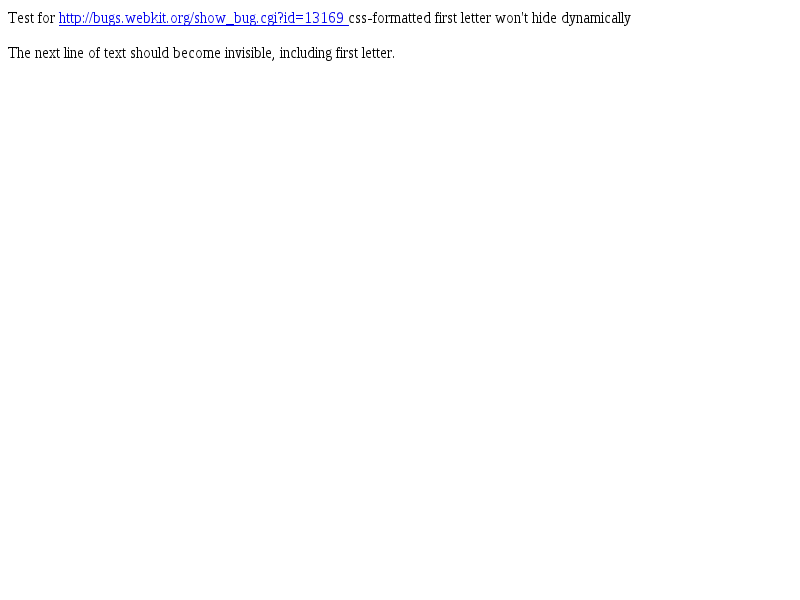 Test for http://bugs.webkit.org/show_bug.cgi?id=13169 css-formatted first letter won't hide dynamically
The next line of text should become invisible, including first letter.